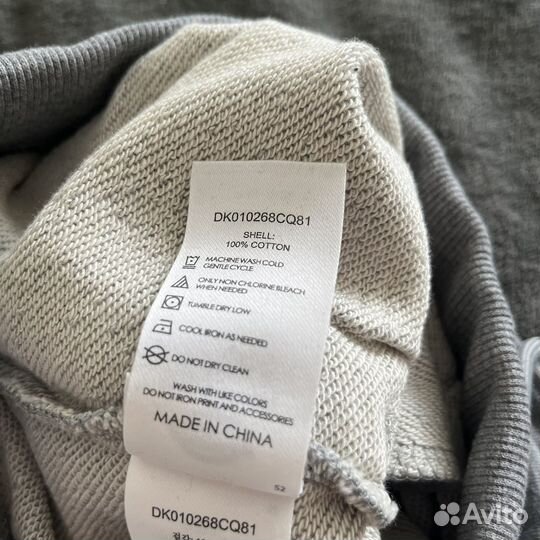 DK010268CQ81
SHELL:
100% COTTON
MACHINE WASH COLD
GENTLE CYCLE
ONLY NON CHLORINE BLEACH
WHEN NEEDED
TUMBLE DRY LOW
COOL IRON AS NEEDED
DO NOT DRY CLEAN
WASH WITH LIKE COLORS
DO NOT IRON PRINT AND ACCESSORIES
MADE IN CHINA
52
DK010268CQ81
Avito